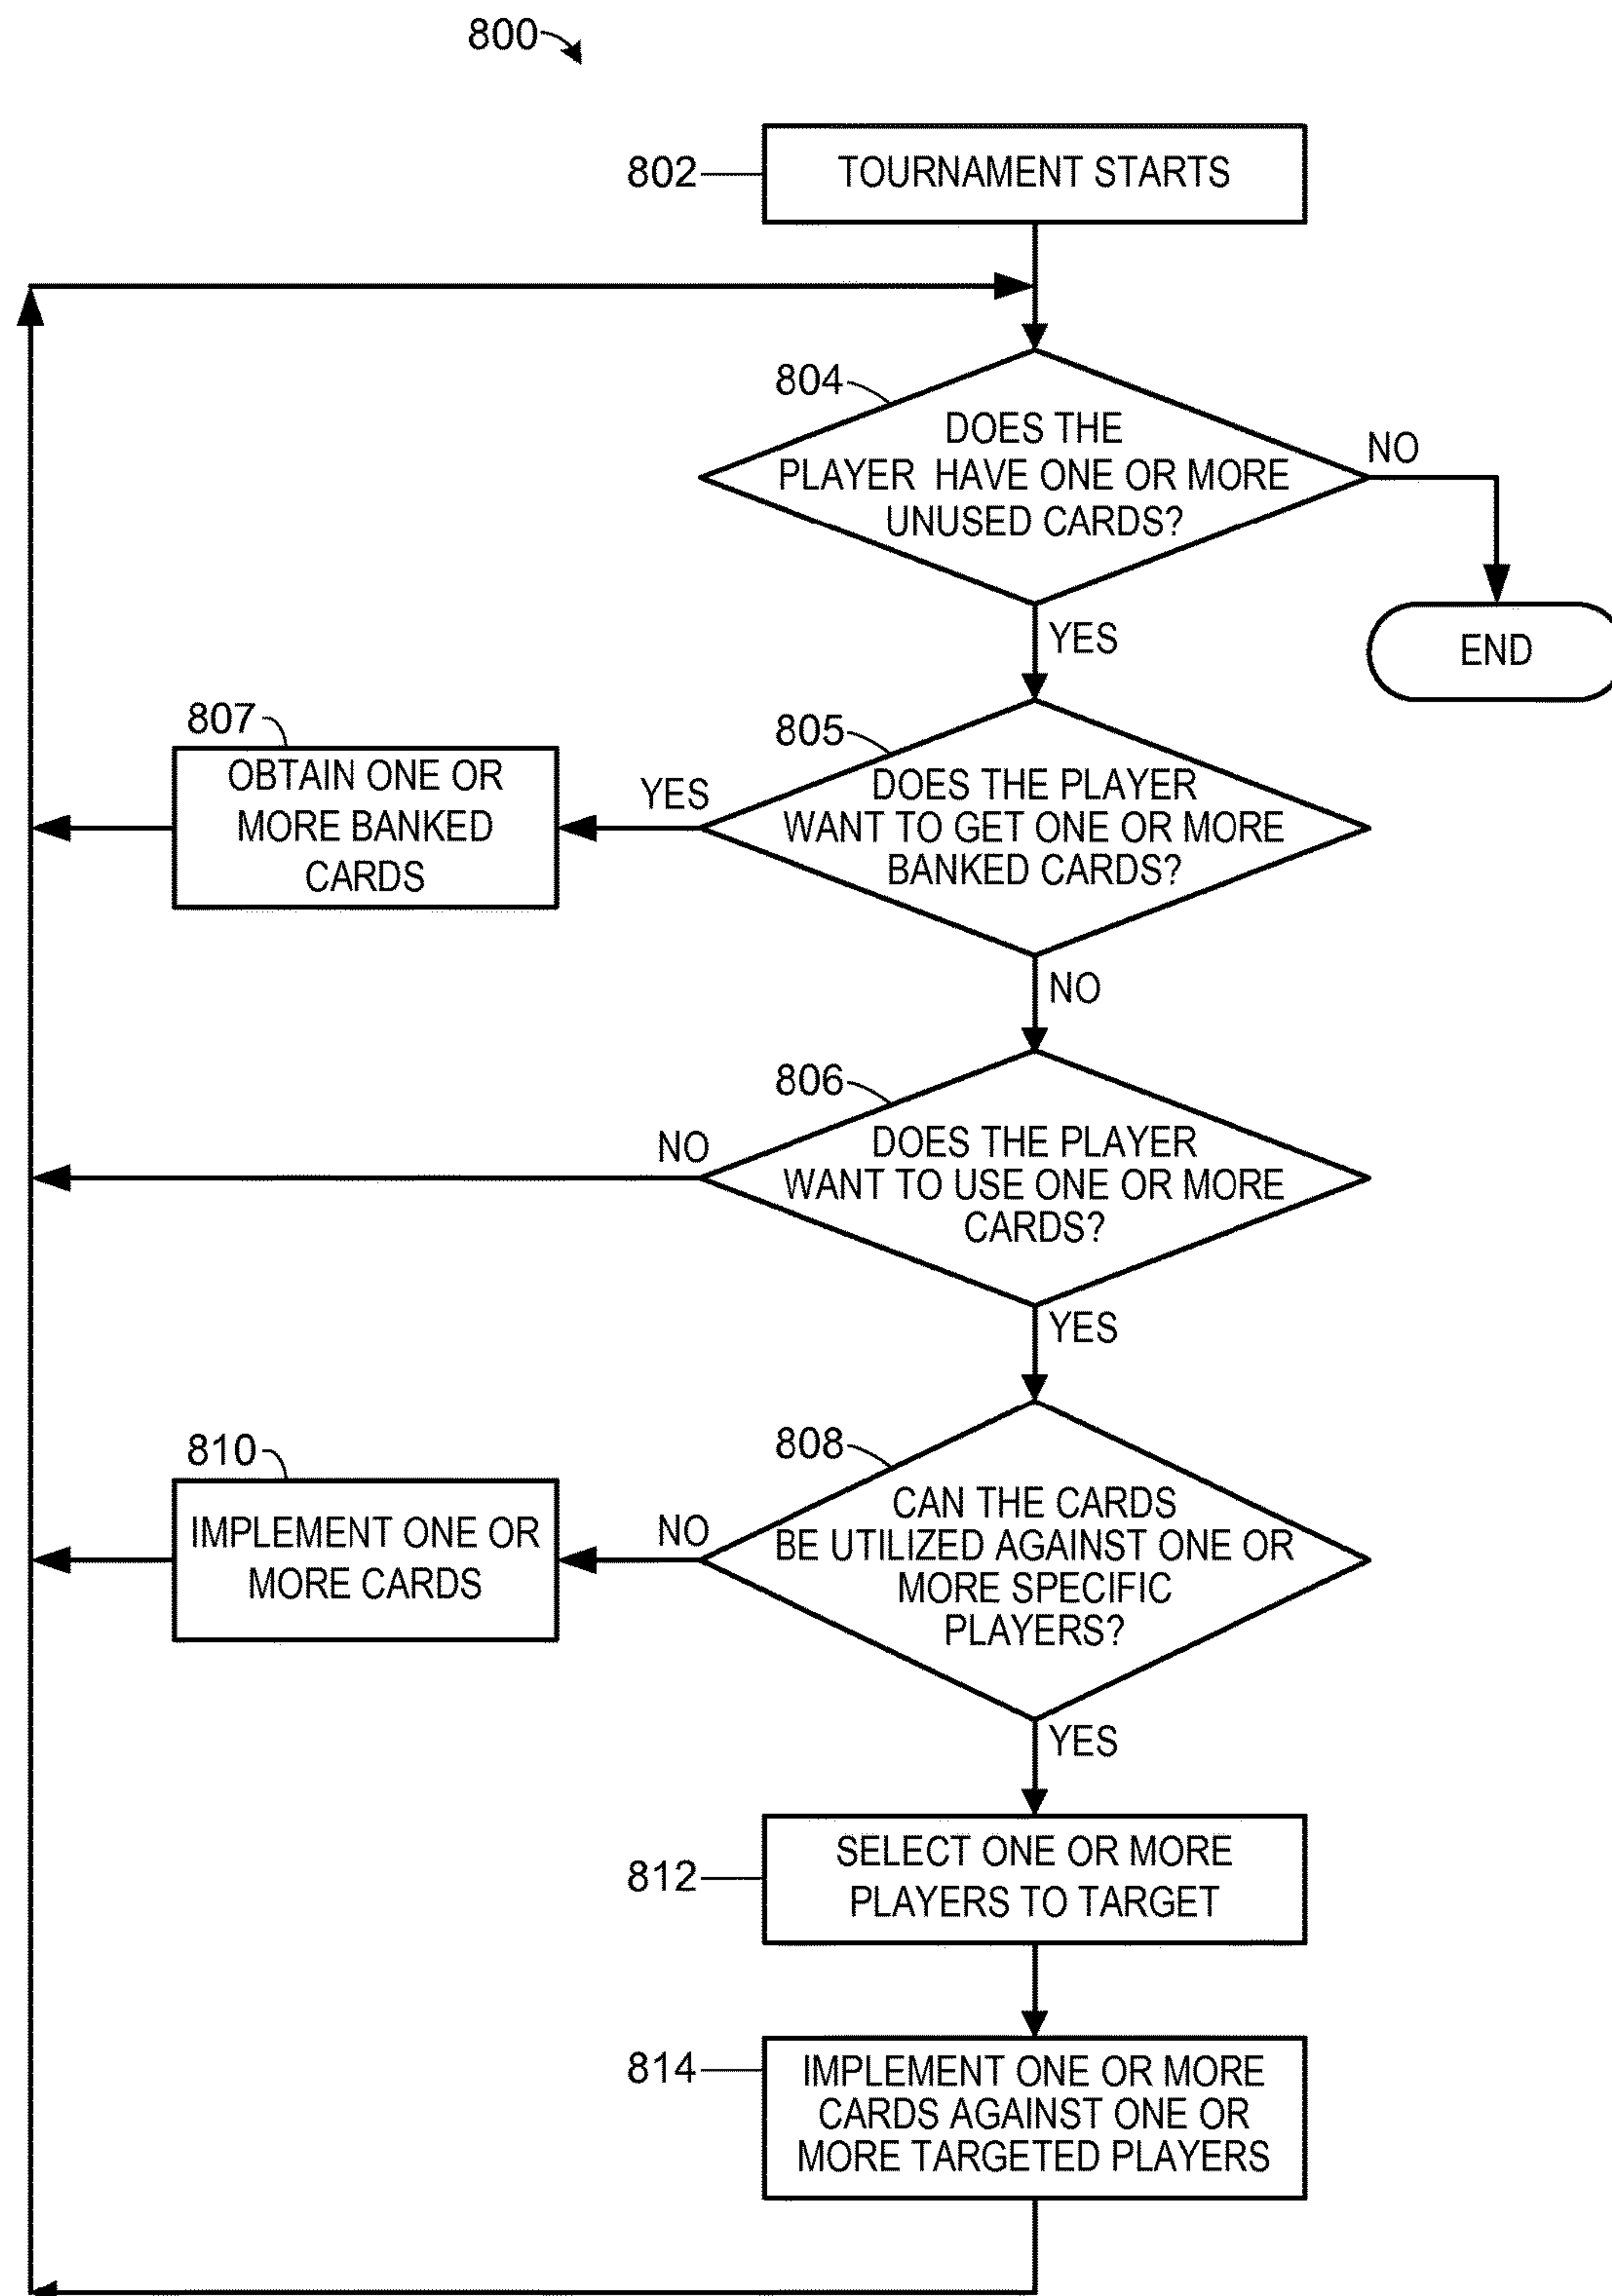 800
802
TOURNAMENT STARTS
804
DOES THE
PLAYER HAVE ONE OR MORE
UNUSED CARDS?
NO
YES
END
807
OBTAIN ONE OR
MORE BANKED
CARDS
YES
805
DOES THE PLAYER
WANT TO GET ONE OR MORE
BANKED CARDS?
NO
806
DOES THE PLAYER
WANT TO USE ONE OR MORE
CARDS?
NO
YES
810
IMPLEMENT ONE OR
MORE CARDS
NO
808
CAN THE CARDS
BE UTILIZED AGAINST ONE OR
MORE SPECIFIC
PLAYERS?
YES
812
SELECT ONE OR MORE
PLAYERS TO TARGET
814
IMPLEMENT ONE OR MORE
CARDS AGAINST ONE OR
MORE TARGETED PLAYERS